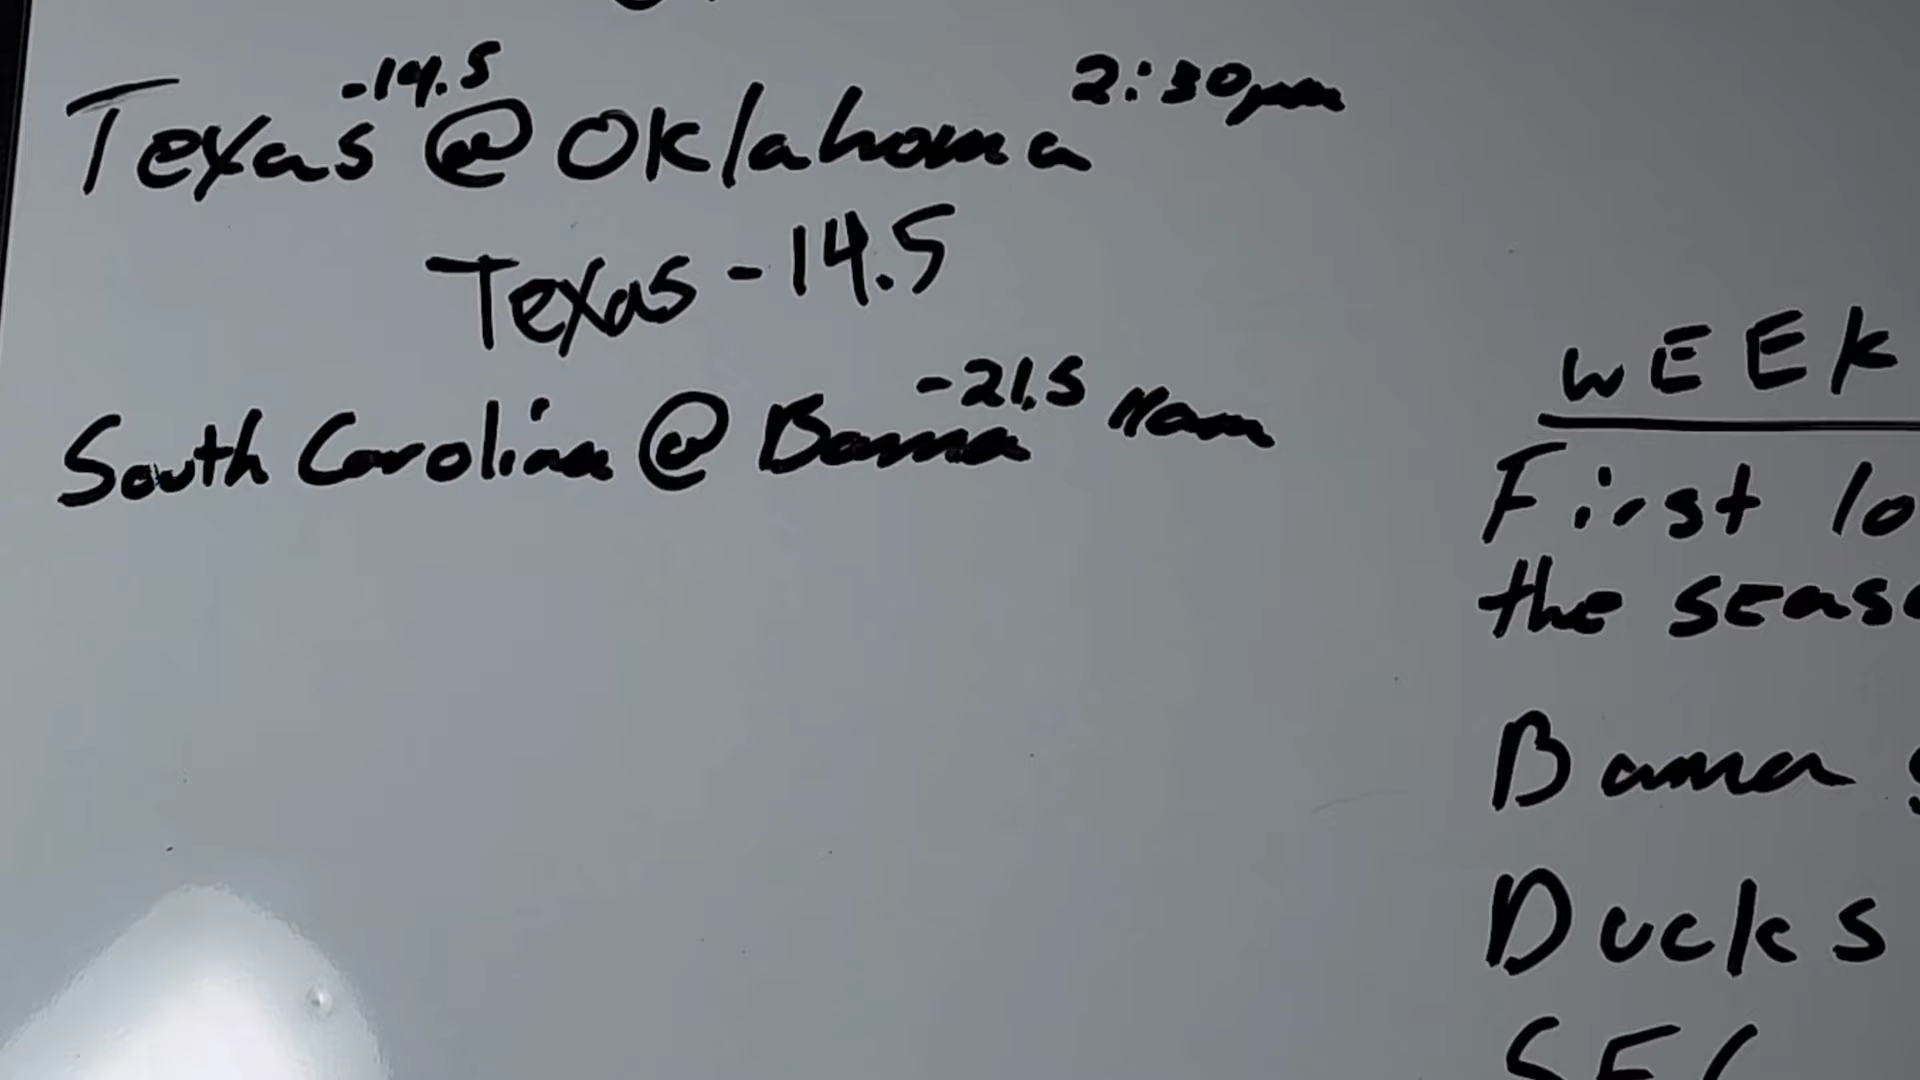 Texas -14.5 @ Oklahoma 2:30pm
Texas -14.5
South Carolina @ Bama -21.5 11am
WEEK
First lo
the seas
Bama
Ducks
SEC